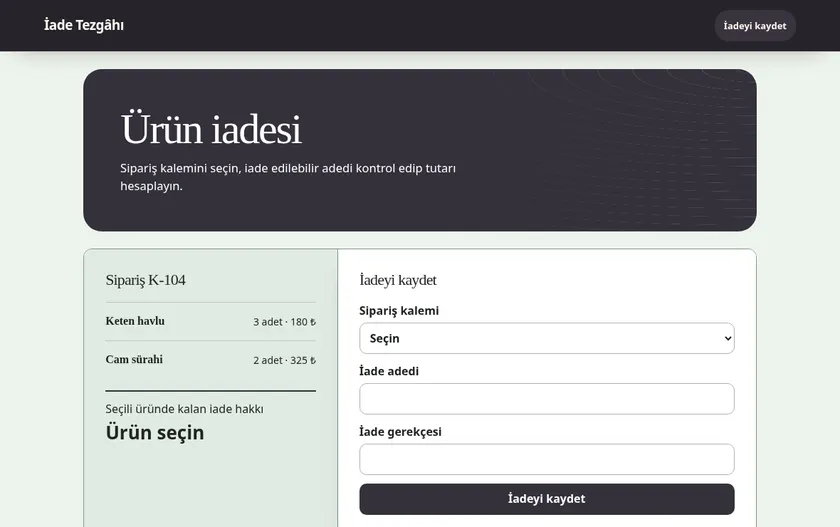 İade Tezgâhı
İadeyi kaydet
Ürün iadesi
Sipariş kalemini seçin, iade edilebilir adedi kontrol edip tutarı
hesaplayın.
Sipariş K-104
Keten havlu 3 adet · 180 ₺
Cam sürahi 2 adet · 325 ₺
Seçili üründe kalan iade hakkı
Ürün seçin
İadeyi kaydet
Sipariş kalemi
Seçin
İade adedi
İade gerekçesi
İadeyi kaydet